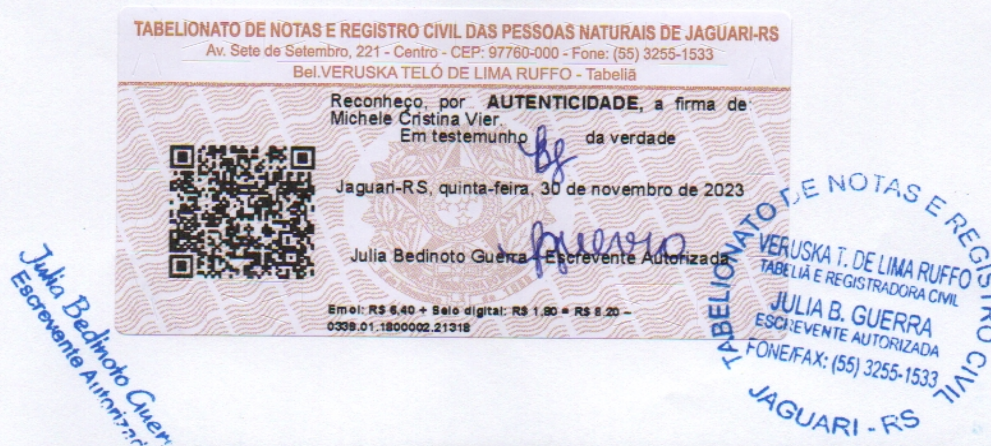 TABELIONATO DE NOTAS E REGISTRO CIVIL DAS PESSOAS NATURAIS DE JAGUARI-RS
Av. Sete de Setembro, 221 - Centro - CEP: 97760-000 - Fone: (55) 3255-1533
Bel.VERUSKA TELÓ DE LIMA RUFFO - Tabeliã
Reconheço, por AUTENTICIDADE, a firma de:
Michele Cristina Vier.
Em testemunho da verdade
Jaguari-RS, quinta-feira, 30 de novembro de 2023
Guerra
Julia Bedinoto Guerra - Escrevente Autorizada
Emol: R$ 6,40 + Selo digital: R$ 1,80 = R$ 8,20 –
0339.01.1800002.21318
Julia Bedinoto Guer
Escrevente Autorizad
TABELIONATO DE NOTAS E REGISTRO CIVIL
VERUSKA T. DE LIMA RUFFO
TABELIÃ E REGISTRADORA CIVIL
JULIA B. GUERRA
ESCREVENTE AUTORIZADA
FONE/FAX: (55) 3255-1533
JAGUARI - RS